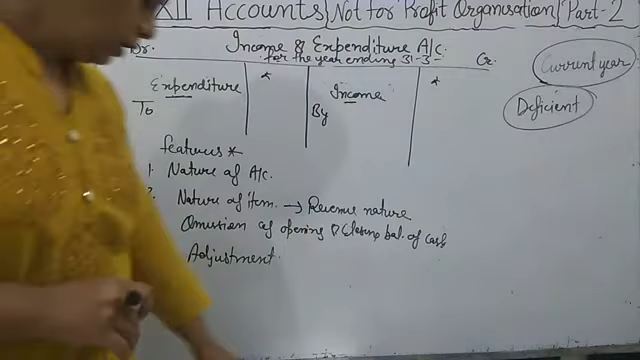 XII Accounts Not for Profit Organisation Part-2
Dr. Income & Expenditure A/c. Cr.
for the year ending 31-3-
Expenditure * Income *
To By
Current year
Deficient
features *
1. Nature of A/c.
2. Nature of item. → Revenue nature
Omission of opening & Closing bal. of cash
Adjustment.